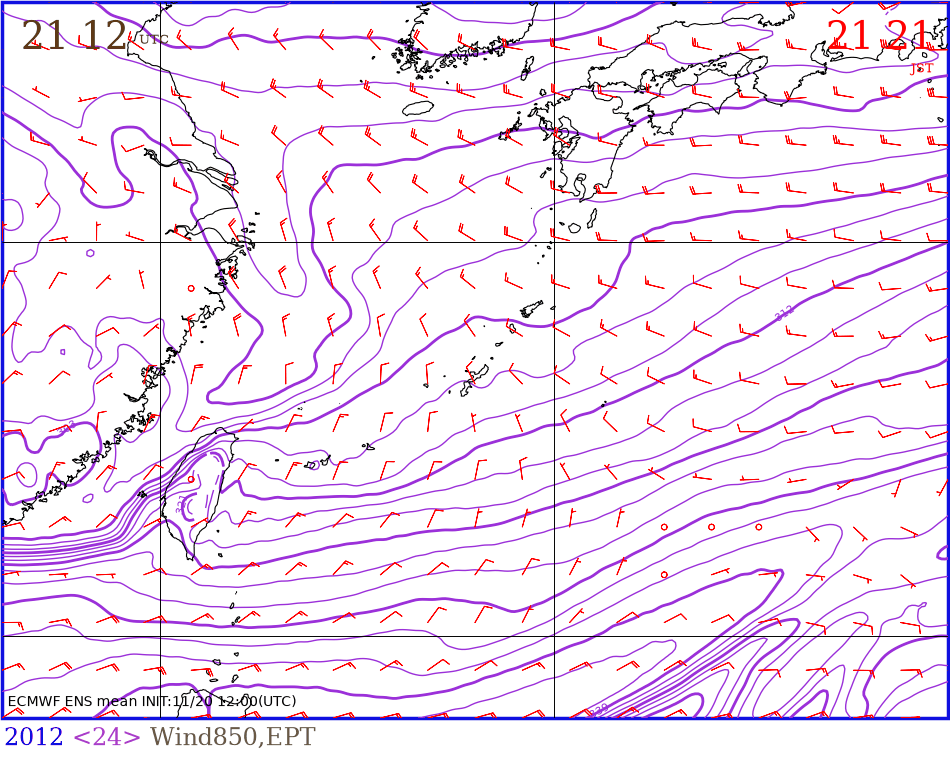 21 12 UTC
21 21 JST
312
ECMWF ENS mean INIT:11/20 12:00(UTC)
2012 <24> Wind850,EPT